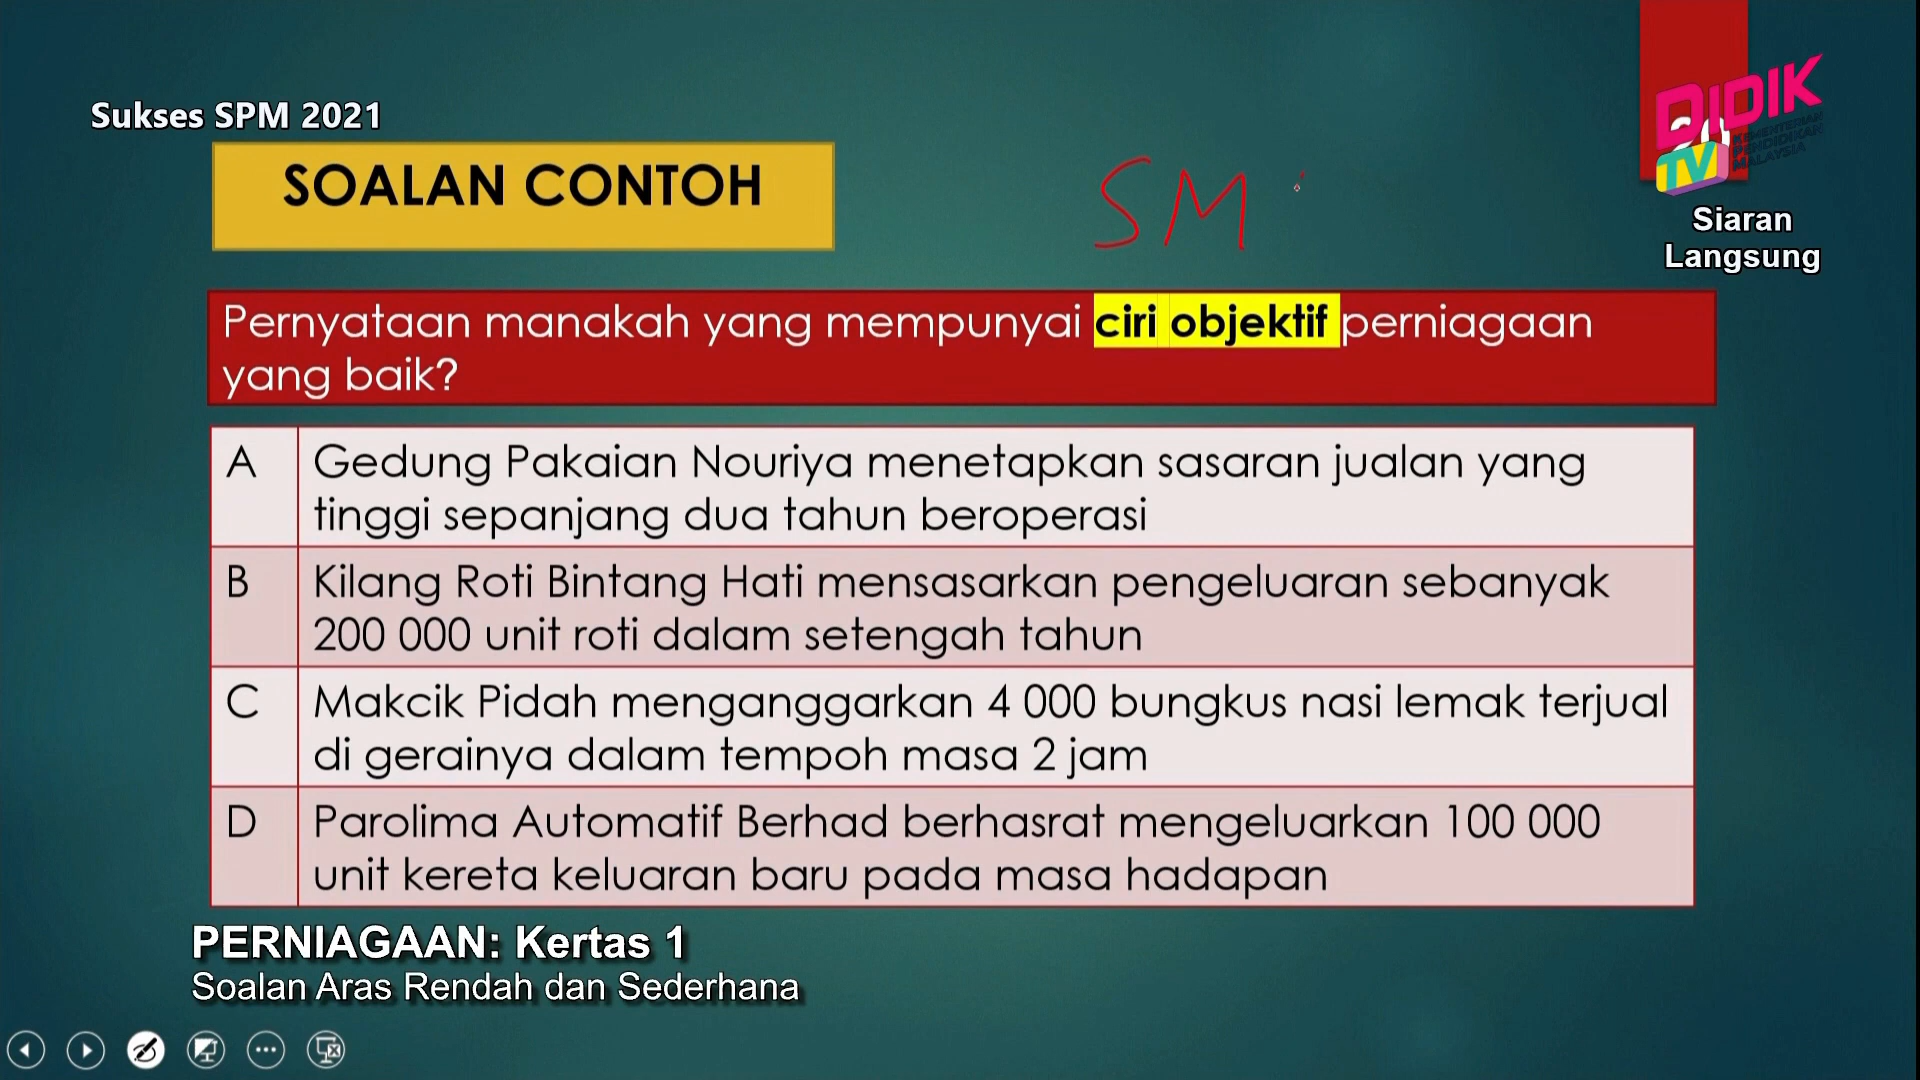 Sukses SPM 2021
SOALAN CONTOH
SM
DIDIK
TV
KEMENTERIAN
PENDIDIKAN
MALAYSIA
Siaran
Langsung
Pernyataan manakah yang mempunyai ciri objektif perniagaan
yang baik?
A Gedung Pakaian Nouriya menetapkan sasaran jualan yang
tinggi sepanjang dua tahun beroperasi
B Kilang Roti Bintang Hati mensasarkan pengeluaran sebanyak
200 000 unit roti dalam setengah tahun
C Makcik Pidah menganggarkan 4 000 bungkus nasi lemak terjual
di gerainya dalam tempoh masa 2 jam
D Parolima Automatif Berhad berhasrat mengeluarkan 100 000
unit kereta keluaran baru pada masa hadapan
PERNIAGAAN: Kertas 1
Soalan Aras Rendah dan Sederhana